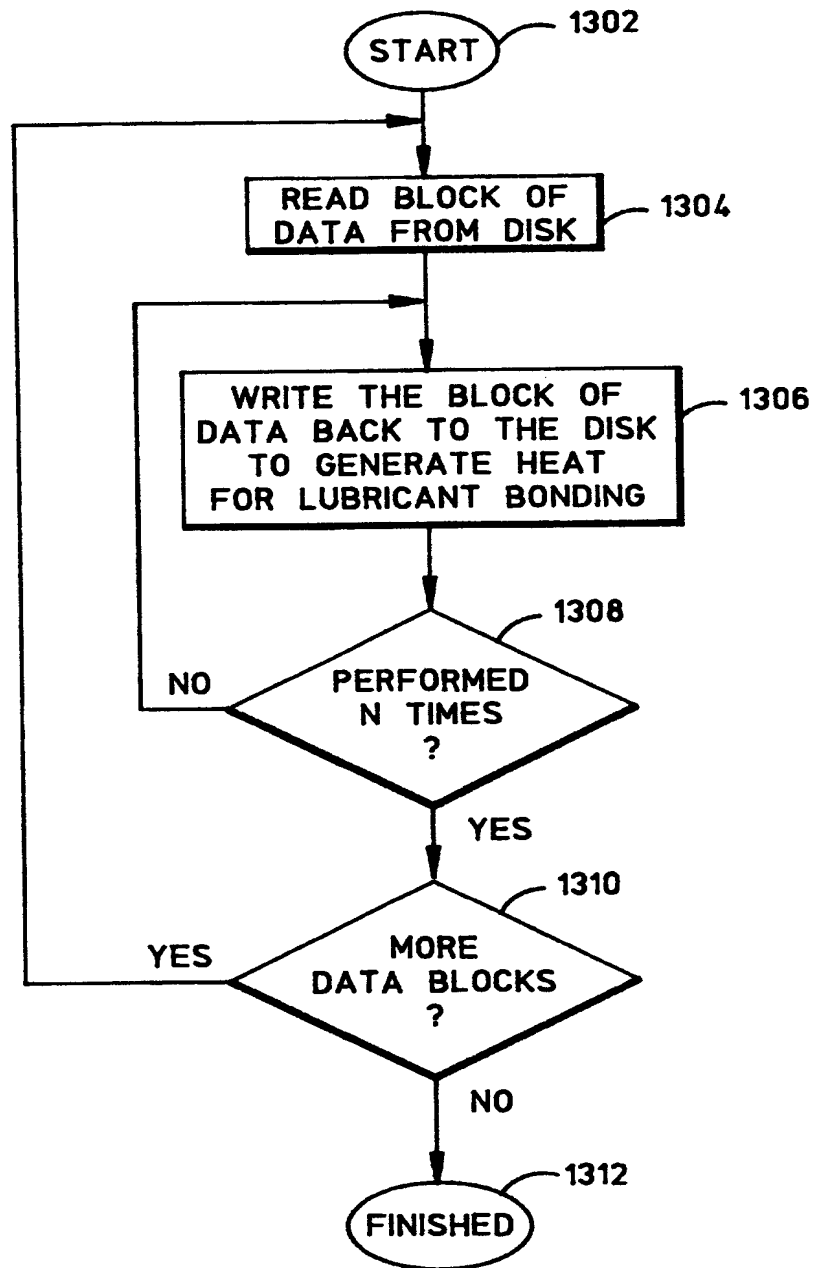 START
1302
READ BLOCK OF
DATA FROM DISK
1304
WRITE THE BLOCK OF
DATA BACK TO THE DISK
TO GENERATE HEAT
FOR LUBRICANT BONDING
1306
1308
PERFORMED
N TIMES
?
NO
YES
1310
MORE
DATA BLOCKS
?
YES
NO
1312
FINISHED